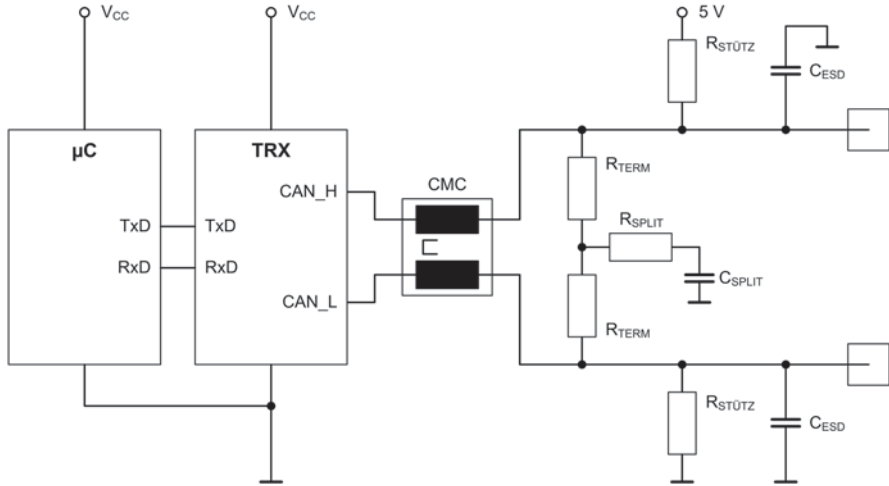 V_CC
V_CC
5 V
R_STÜTZ
C_ESD
µC
TRX
CAN_H
CMC
R_TERM
R_SPLIT
TxD
TxD
RxD
RxD
C_SPLIT
CAN_L
R_TERM
R_STÜTZ
C_ESD